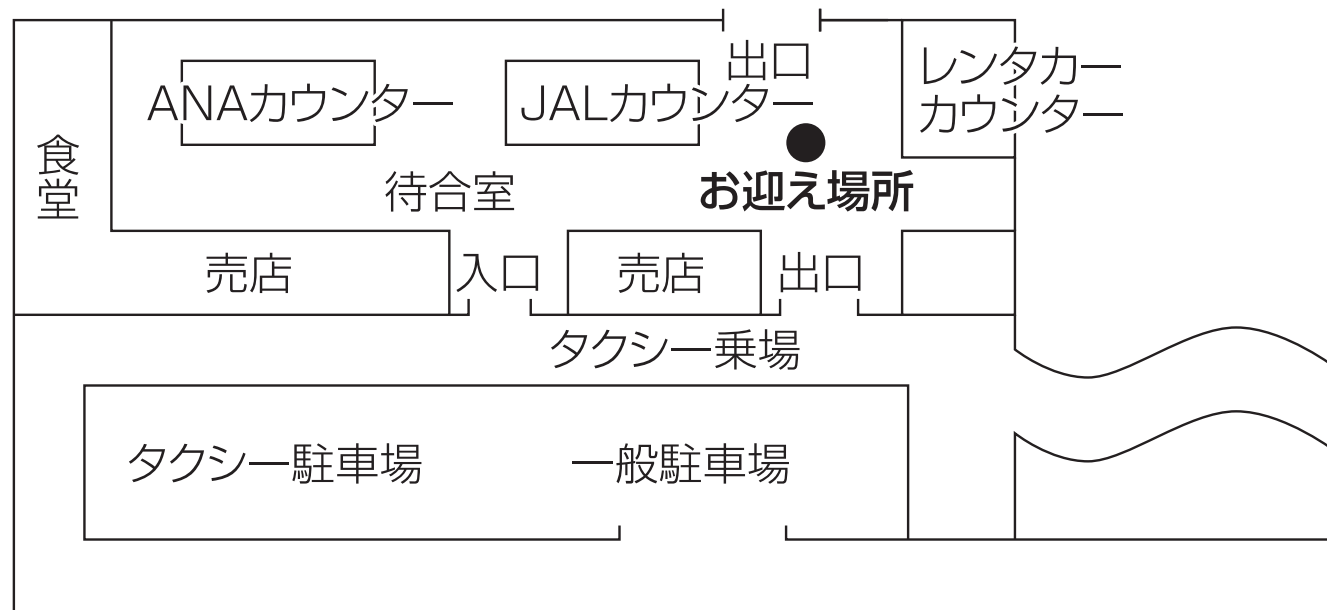 出口
レンタカー
カウンター
ANAカウンター
JALカウンター
食堂
待合室
お迎え場所
売店
入口
売店
出口
タクシー乗場
タクシー駐車場
一般駐車場